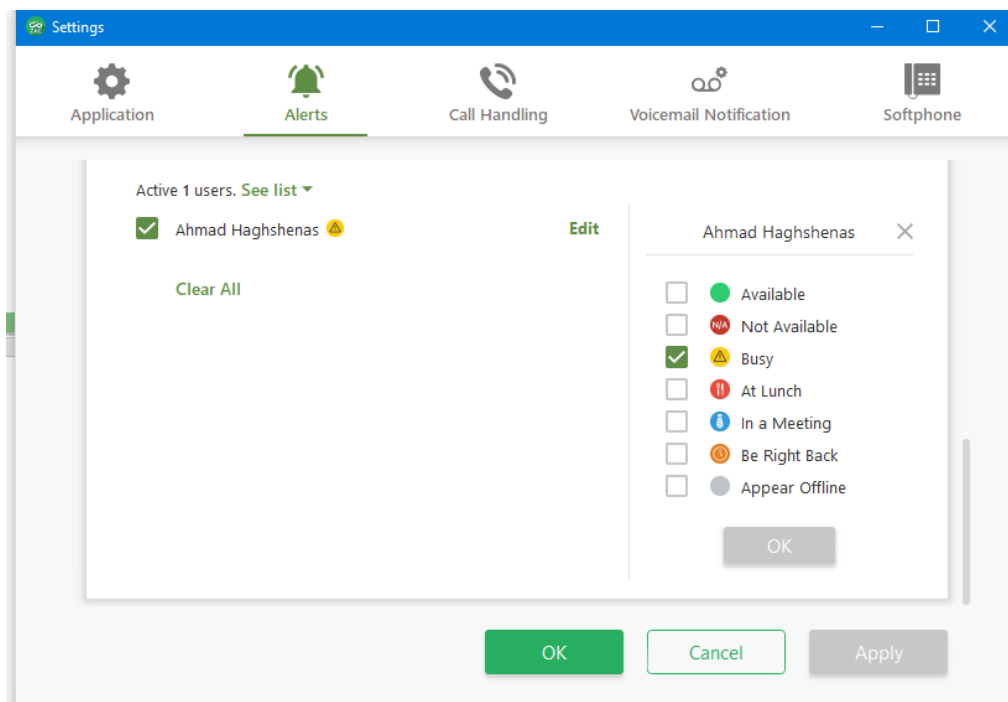 ZAC Settings
Application
Alerts
Call Handling
Voicemail Notification
Softphone
Active 1 users. See list
Ahmad Haghshenas
Edit
Clear All
Ahmad Haghshenas
Available
N/A Not Available
Busy
At Lunch
In a Meeting
Be Right Back
Appear Offline
OK
OK
Cancel
Apply